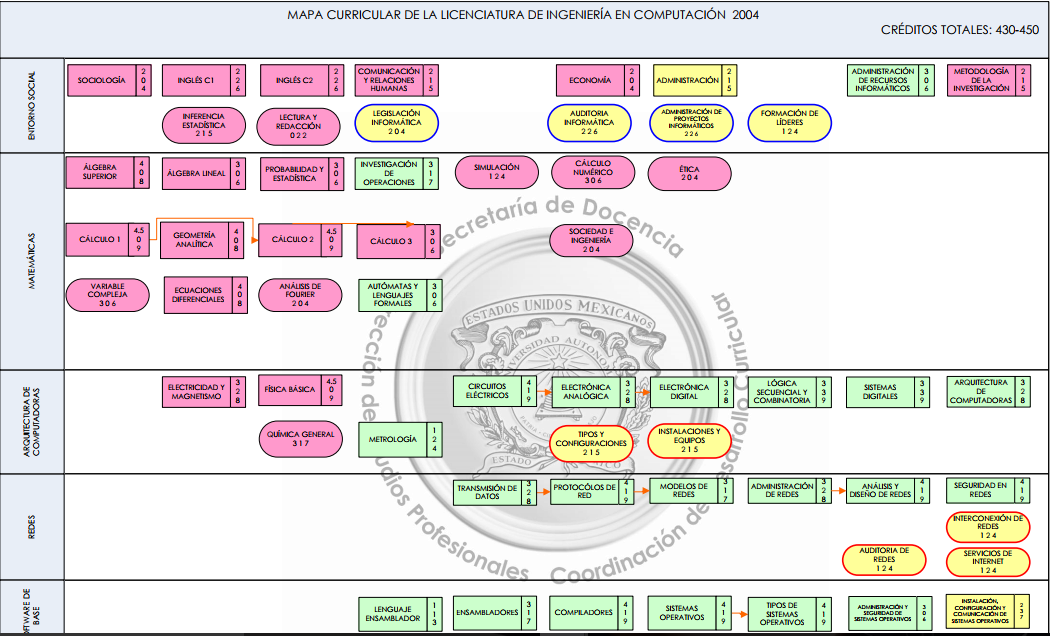 MAPA CURRICULAR DE LA LICENCIATURA DE INGENIERÍA EN COMPUTACIÓN 2004
CRÉDITOS TOTALES: 430-450
ENTORNO SOCIAL
SOCIOLOGÍA
2 0 4
INGLÉS C1
2 2 6
INGLÉS C2
2 2 6
COMUNICACIÓN
Y RELACIONES
HUMANAS
2 1 5
ECONOMÍA
2 0 4
ADMINISTRACIÓN
2 1 5
ADMINISTRACIÓN
DE RECURSOS
INFORMÁTICOS
3 0 6
METODOLOGÍA
DE LA
INVESTIGACIÓN
2 1 5
INFERENCIA
ESTADÍSTICA
2 1 5
LECTURA Y
REDACCIÓN
0 2 2
LEGISLACIÓN
INFORMÁTICA
2 0 4
AUDITORIA
INFORMÁTICA
2 2 6
ADMINISTRACIÓN DE
PROYECTOS
INFORMÁTICOS
2 2 6
FORMACIÓN DE
LÍDERES
1 2 4
MATEMÁTICAS
ÁLGEBRA
SUPERIOR
4 0 8
ÁLGEBRA LINEAL
3 0 6
PROBABILIDAD Y
ESTADÍSTICA
3 0 6
INVESTIGACIÓN
DE
OPERACIONES
3 1 7
SIMULACIÓN
1 2 4
CÁLCULO
NUMÉRICO
3 0 6
ÉTICA
2 0 4
CÁLCULO 1
4.5 0 9
GEOMETRÍA
ANALÍTICA
4 0 8
CÁLCULO 2
4.5 0 9
CÁLCULO 3
3 0 6
SOCIEDAD E
INGENIERÍA
2 0 4
VARIABLE
COMPLEJA
3 0 6
ECUACIONES
DIFERENCIALES
4 0 8
ANÁLISIS DE
FOURIER
2 0 4
AUTÓMATAS Y
LENGUAJES
FORMALES
3 0 6
ARQUITECTURA DE
COMPUTADORAS
ELECTRICIDAD Y
MAGNETISMO
3 2 8
FÍSICA BÁSICA
4.5 0 9
CIRCUITOS
ELÉCTRICOS
4 1 9
ELECTRÓNICA
ANALÓGICA
3 2 8
ELECTRÓNICA
DIGITAL
3 2 8
LÓGICA
SECUENCIAL Y
COMBINATORIA
3 3 9
SISTEMAS
DIGITALES
3 3 9
ARQUITECTURA
DE
COMPUTADORAS
3 2 8
QUÍMICA GENERAL
3 1 7
METROLOGÍA
1 2 4
TIPOS Y
CONFIGURACIONES
2 1 5
INSTALACIONES Y
EQUIPOS
2 1 5
REDES
TRANSMISIÓN DE
DATOS
3 2 8
PROTOCÓLOS DE
RED
4 1 9
MODELOS DE
REDES
3 1 7
ADMINISTRACIÓN
DE REDES
3 2 8
ANÁLISIS Y
DISEÑO DE REDES
4 1 9
SEGURIDAD EN
REDES
4 1 9
INTERCONEXIÓN DE
REDES
1 2 4
AUDITORIA DE
REDES
1 2 4
SERVICIOS DE
INTERNET
1 2 4
DE
BASE
LENGUAJE
ENSAMBLADOR
1 1 3
ENSAMBLADORES
3 1 7
COMPILADORES
4 1 9
SISTEMAS
OPERATIVOS
4 1 9
TIPOS DE
SISTEMAS
OPERATIVOS
4 1 9
ADMINISTRACIÓN Y
SEGURIDAD DE
SISTEMAS OPERATIVOS
3 0 6
INSTALACIÓN,
CONFIGURACIÓN Y
COMUNICACIÓN DE
SISTEMAS OPERATIVOS
2 3 7
Secretaría de Docencia
ESTADOS UNIDOS MEXICANOS
UNIVERSIDAD AUTONO
ESTADO
Profesionales
Coordinación de